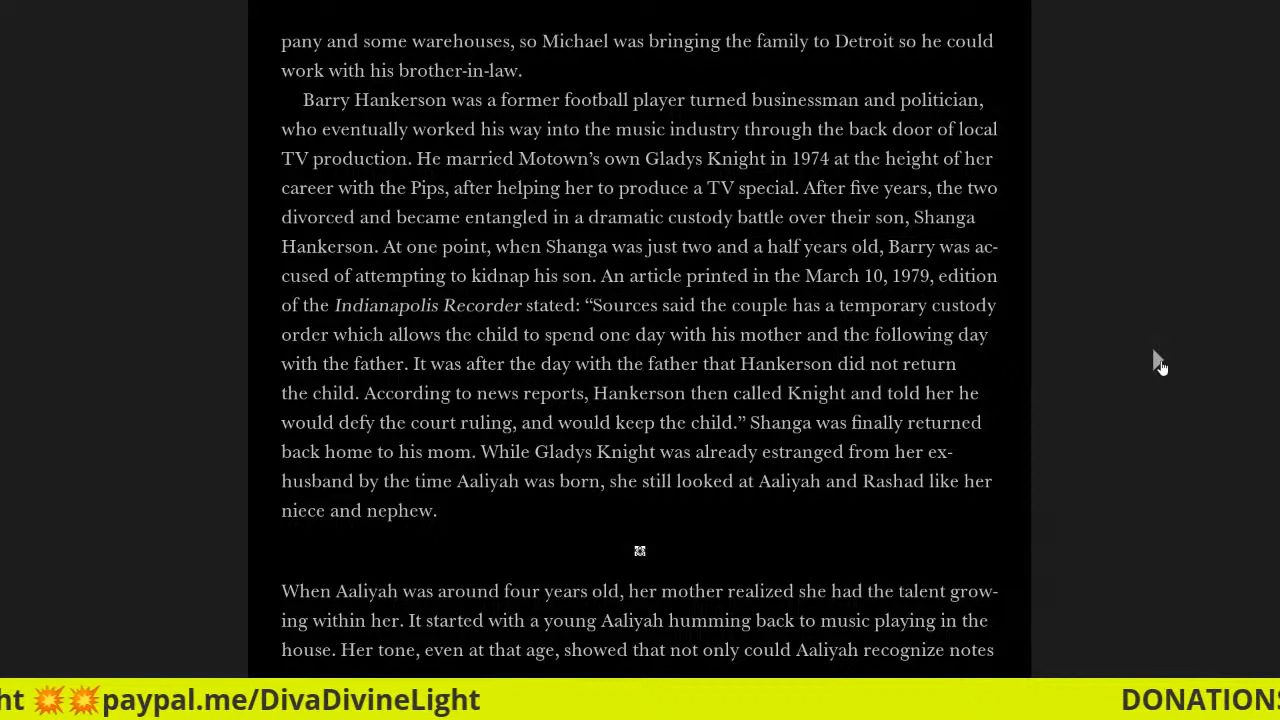 pany and some warehouses, so Michael was bringing the family to Detroit so he could
work with his brother-in-law.
Barry Hankerson was a former football player turned businessman and politician,
who eventually worked his way into the music industry through the back door of local
TV production. He married Motown’s own Gladys Knight in 1974 at the height of her
career with the Pips, after helping her to produce a TV special. After five years, the two
divorced and became entangled in a dramatic custody battle over their son, Shanga
Hankerson. At one point, when Shanga was just two and a half years old, Barry was ac-
cused of attempting to kidnap his son. An article printed in the March 10, 1979, edition
of the Indianapolis Recorder stated: “Sources said the couple has a temporary custody
order which allows the child to spend one day with his mother and the following day
with the father. It was after the day with the father that Hankerson did not return
the child. According to news reports, Hankerson then called Knight and told her he
would defy the court ruling, and would keep the child.” Shanga was finally returned
back home to his mom. While Gladys Knight was already estranged from her ex-
husband by the time Aaliyah was born, she still looked at Aaliyah and Rashad like her
niece and nephew.
When Aaliyah was around four years old, her mother realized she had the talent grow-
ing within her. It started with a young Aaliyah humming back to music playing in the
house. Her tone, even at that age, showed that not only could Aaliyah recognize notes
ht 💥💥paypal.me/DivaDivineLight DONATIONS